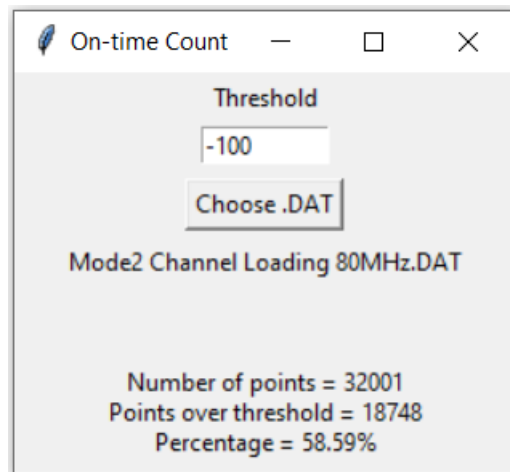 On-time Count
Threshold
-100
Choose .DAT
Mode2 Channel Loading 80MHz.DAT
Number of points = 32001
Points over threshold = 18748
Percentage = 58.59%